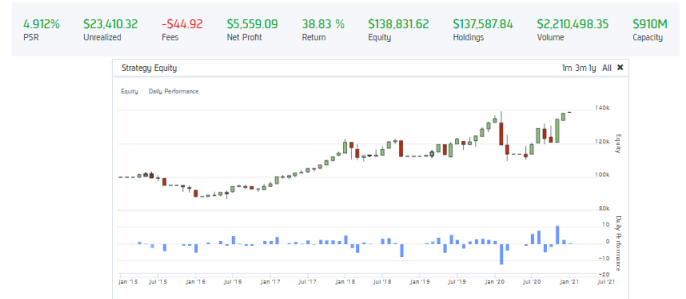 4.912% $23,410.32 -$44.92 $5,559.09 38.83 % $138,831.62 $137,587.84 $2,210,498.35 $910M
PSR Unrealized Fees Net Profit Return Equity Holdings Volume Capacity
Strategy Equity 1m 3m 1y All ✖
Equity Daily Performance
140k
120k
100k
80k
Equity
10
0
-10
-20
Daily Performance
Jan '15 Jul '15 Jan '16 Jul '16 Jan '17 Jul '17 Jan '18 Jul '18 Jan '19 Jul '19 Jan '20 Jul '20 Jan '21 Jul '21